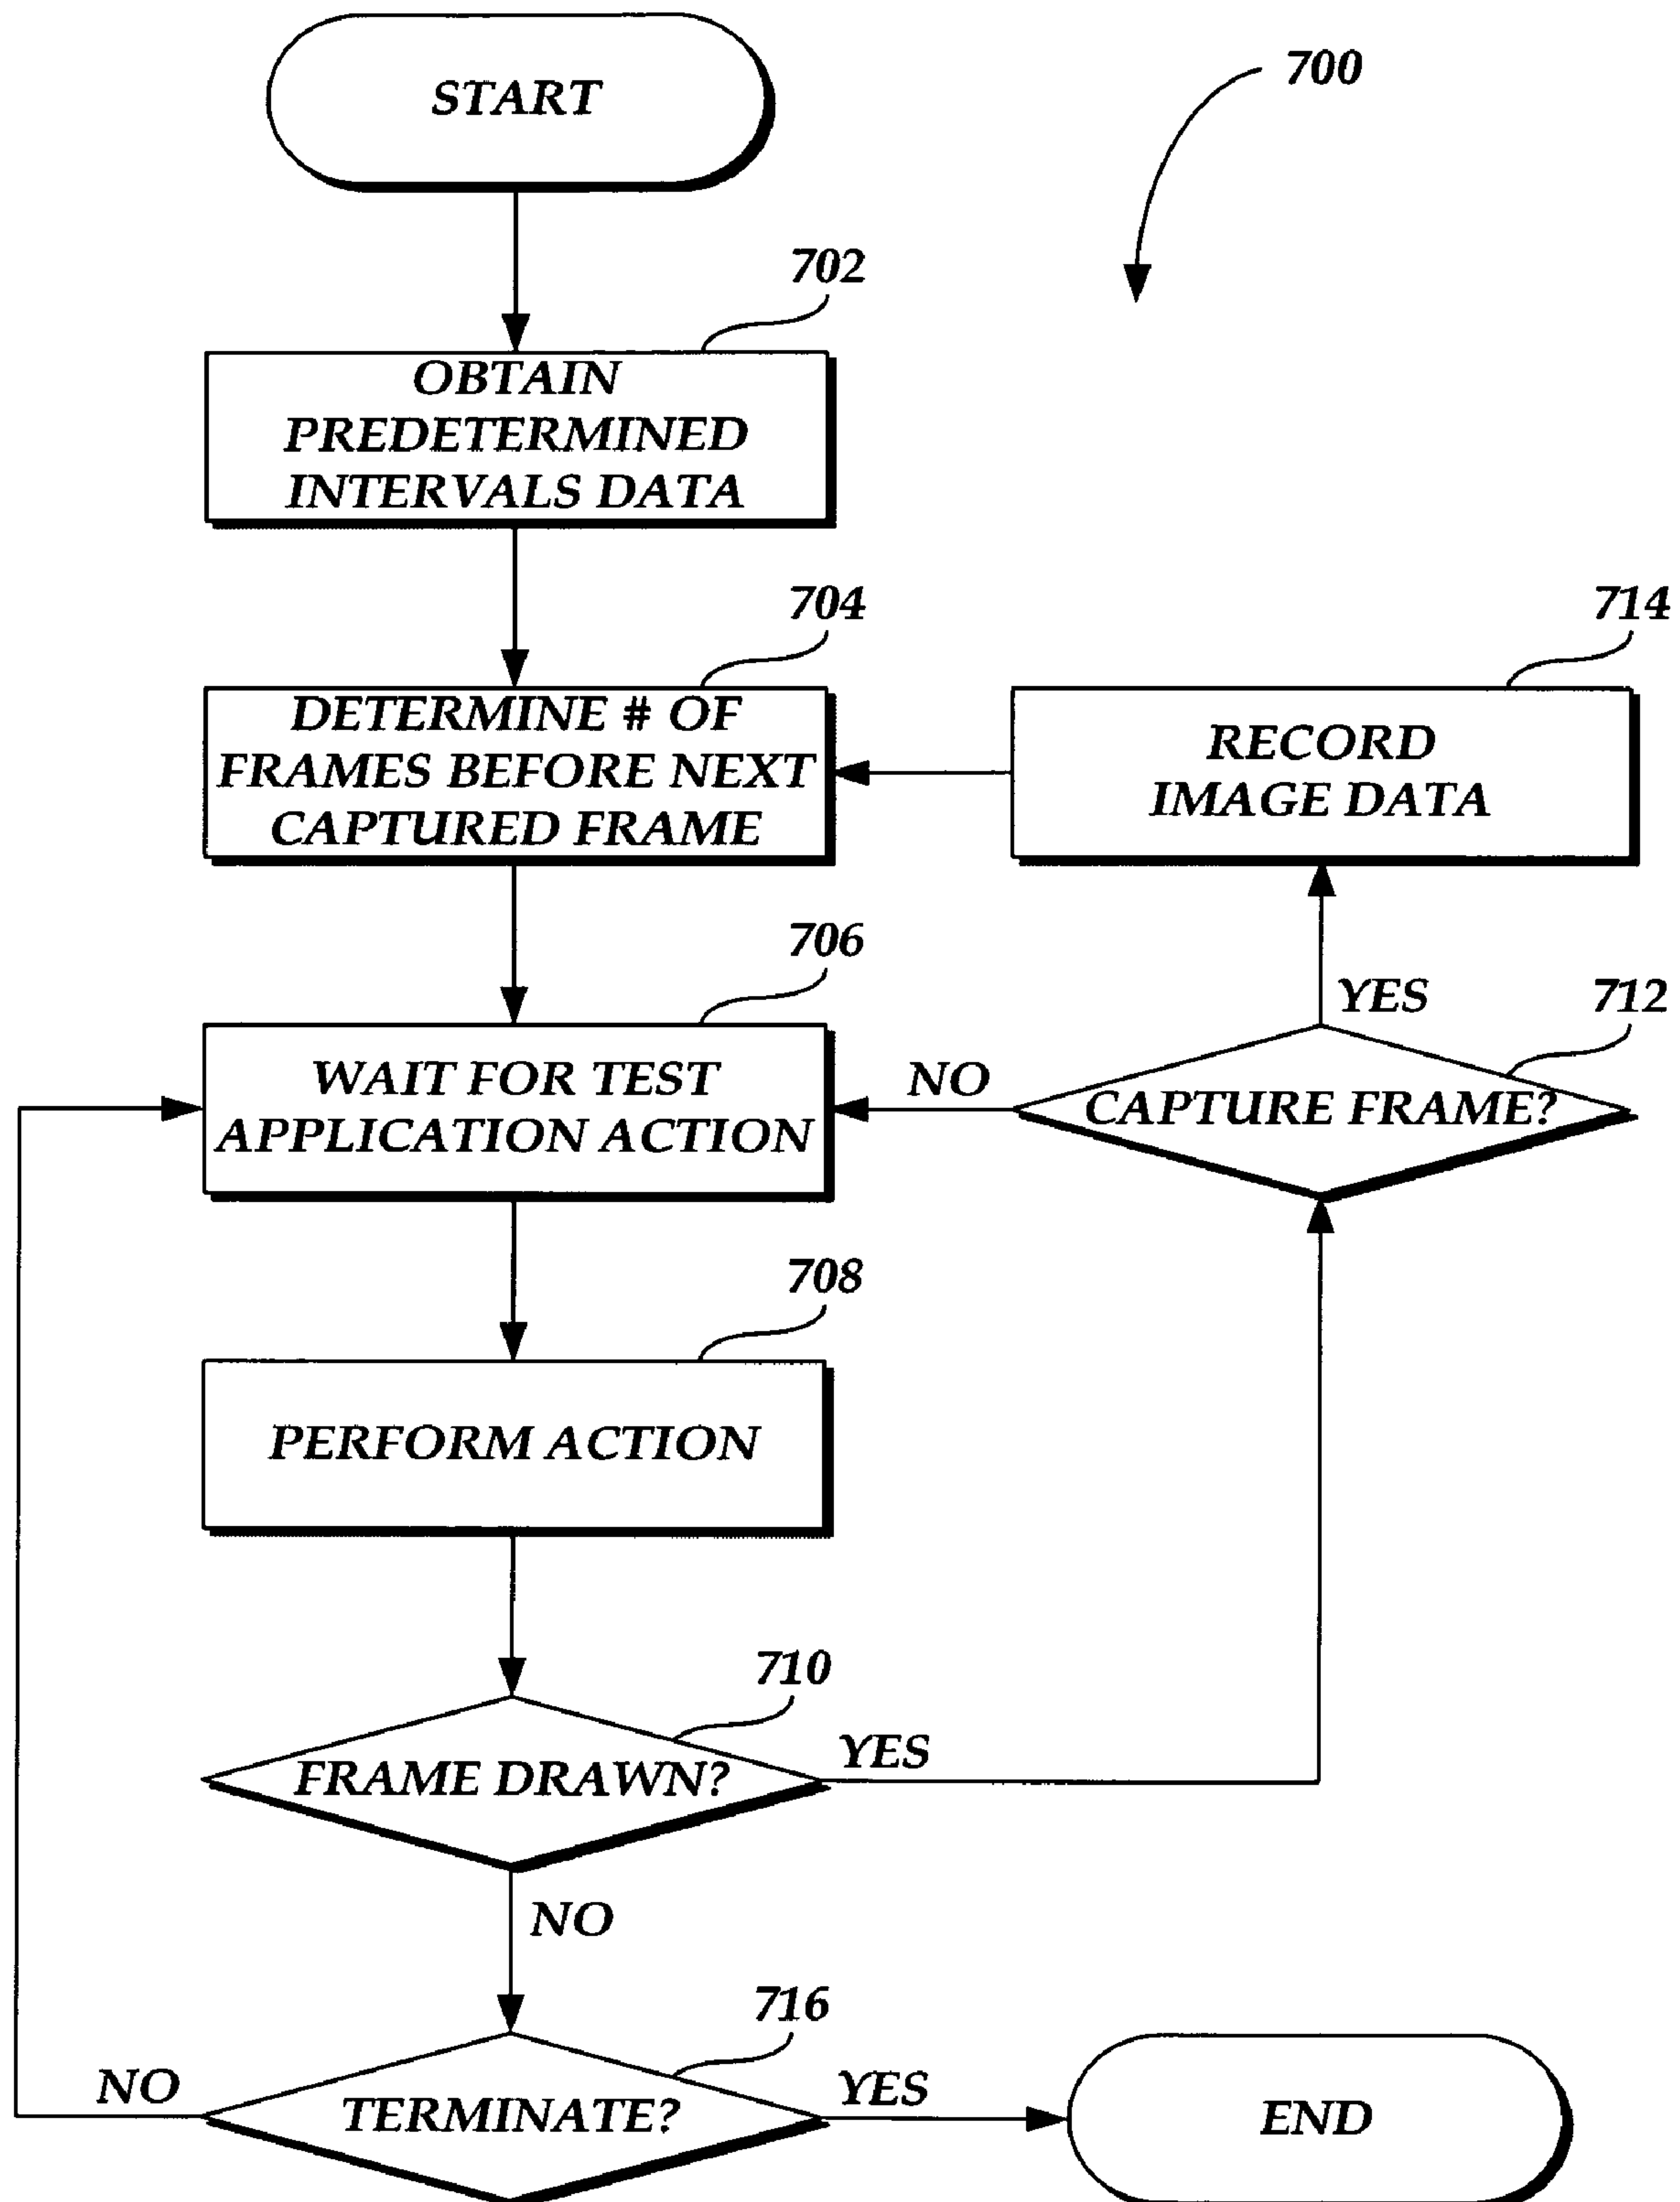 START
700
702
OBTAIN
PREDETERMINED
INTERVALS DATA
704
DETERMINE # OF
FRAMES BEFORE NEXT
CAPTURED FRAME
714
RECORD
IMAGE DATA
706
WAIT FOR TEST
APPLICATION ACTION
NO
YES
712
CAPTURE FRAME?
708
PERFORM ACTION
710
FRAME DRAWN?
YES
NO
716
TERMINATE?
NO
YES
END